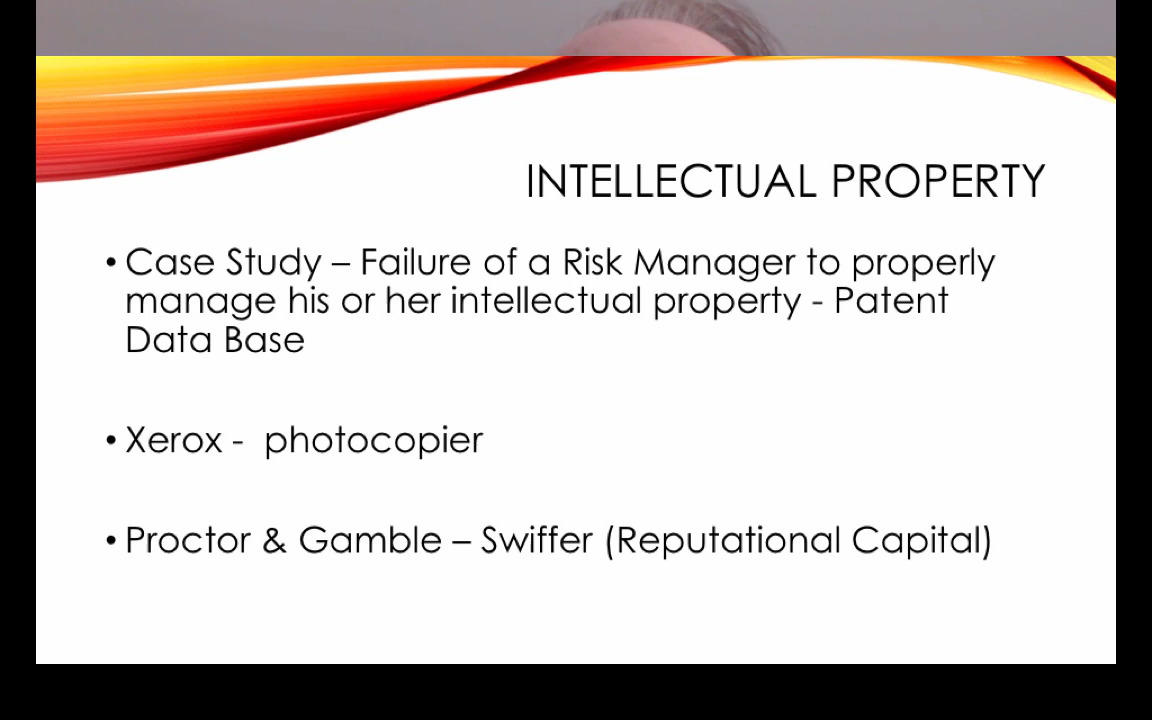 INTELLECTUAL PROPERTY
• Case Study – Failure of a Risk Manager to properly
manage his or her intellectual property - Patent
Data Base
• Xerox -  photocopier
• Proctor & Gamble – Swiffer (Reputational Capital)